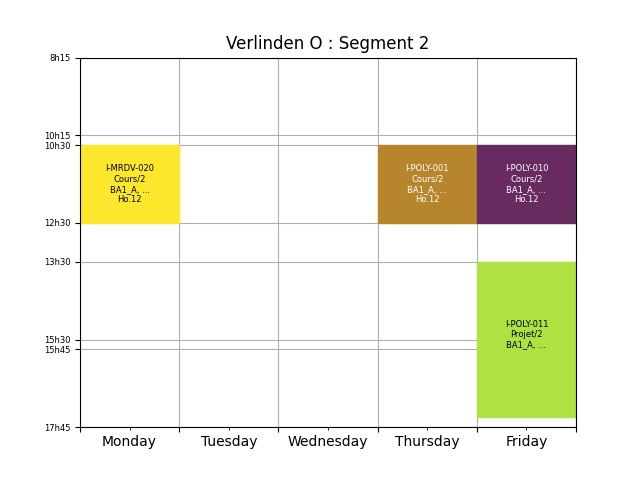 Verlinden O : Segment 2
8h15
10h15
10h30
I-MRDV-020
Cours/2
BA1_A, ...
Ho.12
I-POLY-001
Cours/2
BA1_A, ...
Ho.12
I-POLY-010
Cours/2
BA1_A, ...
Ho.12
12h30
13h30
I-POLY-011
Projet/2
BA1_A, ...
15h30
15h45
17h45
Monday Tuesday Wednesday Thursday Friday